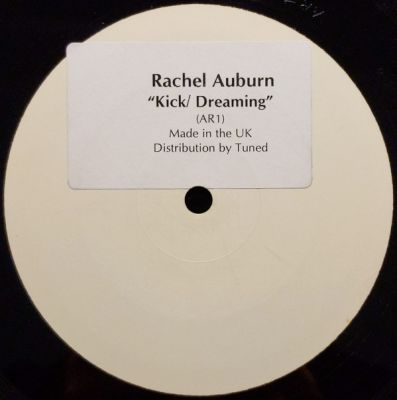 Rachel Auburn
“Kick/ Dreaming”
(AR1)
Made in the UK
Distribution by Tuned